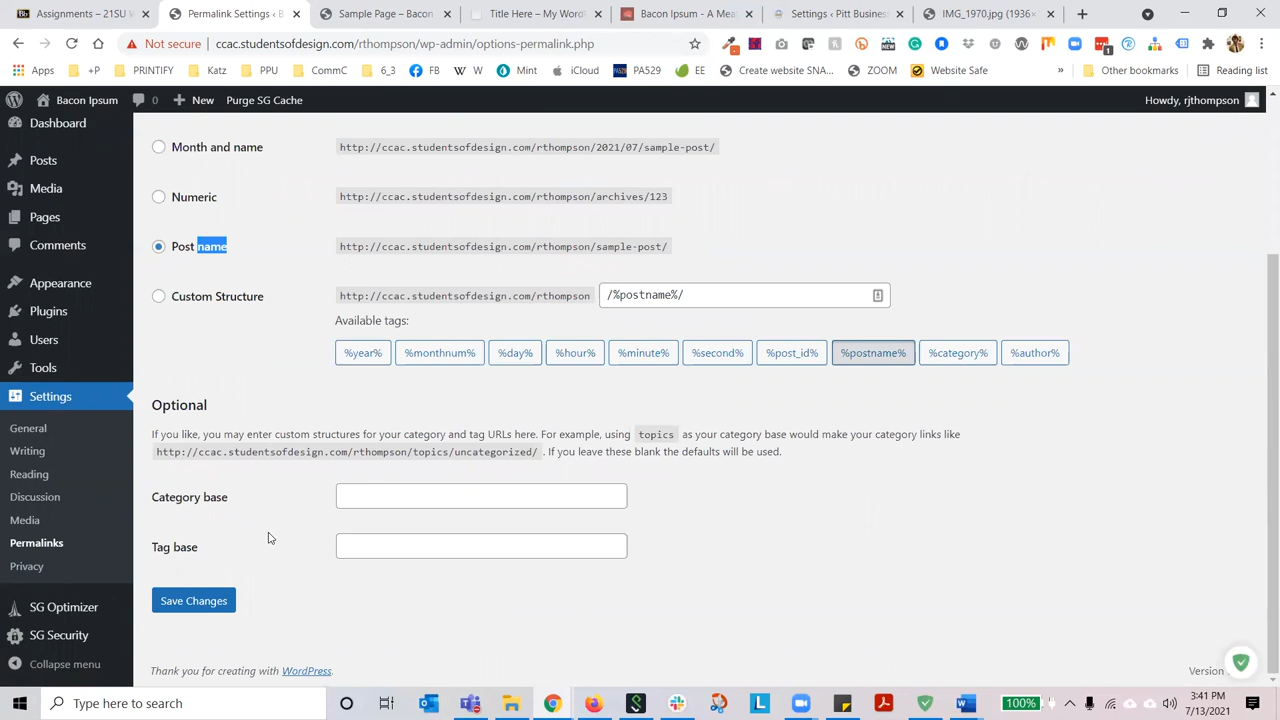 Assignments – 21SU W
Permalink Settings ‹ B
Sample Page – Bacon
Title Here – My WordP
Bacon Ipsum - A Meat
Settings ‹ Pitt Business
IMG_1970.jpg (1936×
Not secure
ccac.studentsofdesign.com/rthompson/wp-admin/options-permalink.php
Apps +P PRINTIFY Katz PPU CommC 6_3 FB W Mint iCloud PA529 EE Create website SNA... ZOOM Website Safe » Other bookmarks Reading list
Bacon Ipsum 0 New Purge SG Cache Howdy, rjthompson
Dashboard
Posts
Media
Pages
Comments
Appearance
Plugins
Users
Tools
Settings
General
Writing
Reading
Discussion
Media
Permalinks
Privacy
SG Optimizer
SG Security
Collapse menu
Month and name http://ccac.studentsofdesign.com/rthompson/2021/07/sample-post/
Numeric http://ccac.studentsofdesign.com/rthompson/archives/123
Post name http://ccac.studentsofdesign.com/rthompson/sample-post/
Custom Structure http://ccac.studentsofdesign.com/rthompson /%postname%/
Available tags:
%year% %monthnum% %day% %hour% %minute% %second% %post_id% %postname% %category% %author%
Optional
If you like, you may enter custom structures for your category and tag URLs here. For example, using topics as your category base would make your category links like
http://ccac.studentsofdesign.com/rthompson/topics/uncategorized/ . If you leave these blank the defaults will be used.
Category base
Tag base
Save Changes
Thank you for creating with WordPress. Version
Type here to search
100%
3:41 PM
7/13/2021